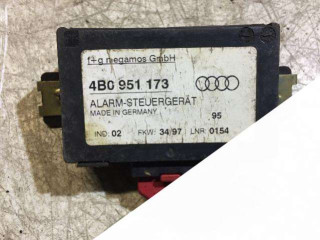 f+g megamos GmbH
4B0 951 173
ALARM-STEUERGERÄT
MADE IN GERMANY 95
IND: 02 FKW: 34/97 LNR: 0154